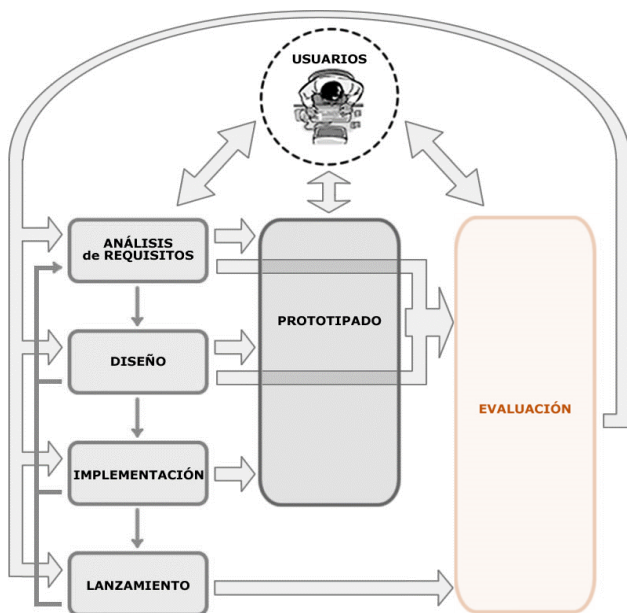 USUARIOS
ANÁLISIS
de REQUISITOS
PROTOTIPADO
DISEÑO
EVALUACIÓN
IMPLEMENTACIÓN
LANZAMIENTO